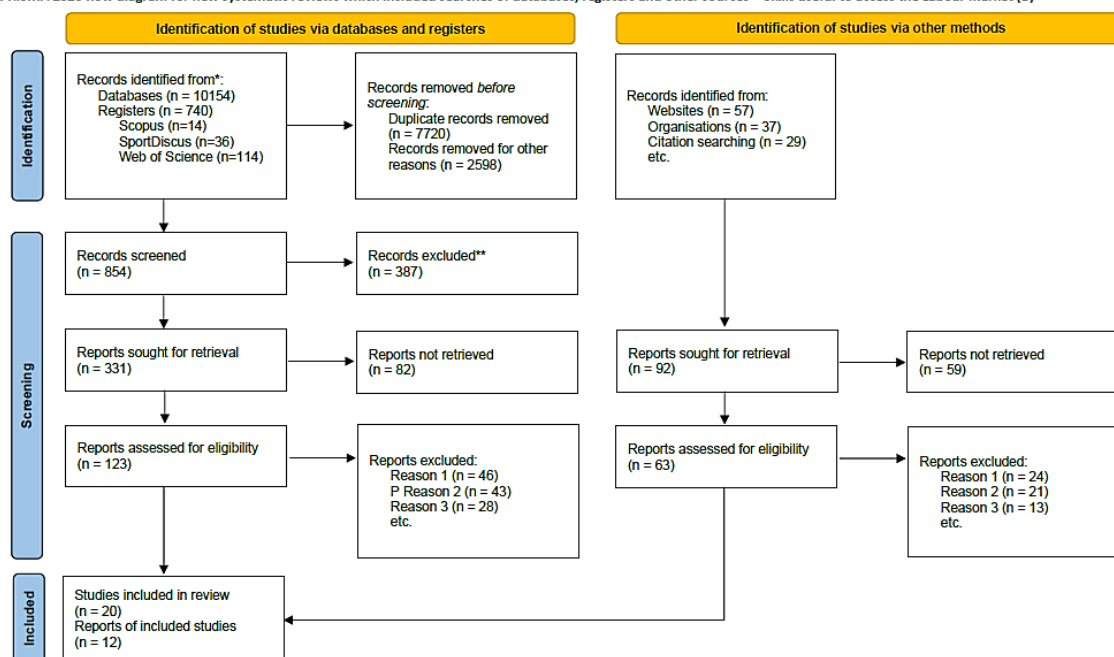 Identification of studies via databases and registers
Identification of studies via other methods
Identification
Records identified from*:
Databases (n = 10154)
Registers (n = 740)
Scopus (n=14)
SportDiscus (n=36)
Web of Science (n=114)
Records removed before
screening:
Duplicate records removed
(n = 7720)
Records removed for other
reasons (n = 2598)
Records identified from:
Websites (n = 57)
Organisations (n = 37)
Citation searching (n = 29)
etc.
Screening
Records screened
(n = 854)
Records excluded**
(n = 387)
Reports sought for retrieval
(n = 331)
Reports not retrieved
(n = 82)
Reports sought for retrieval
(n = 92)
Reports not retrieved
(n = 59)
Reports assessed for eligibility
(n = 123)
Reports excluded:
Reason 1 (n = 46)
P Reason 2 (n = 43)
Reason 3 (n = 28)
etc.
Reports assessed for eligibility
(n = 63)
Reports excluded:
Reason 1 (n = 24)
Reason 2 (n = 21)
Reason 3 (n = 13)
etc.
Included
Studies included in review
(n = 20)
Reports of included studies
(n = 12)